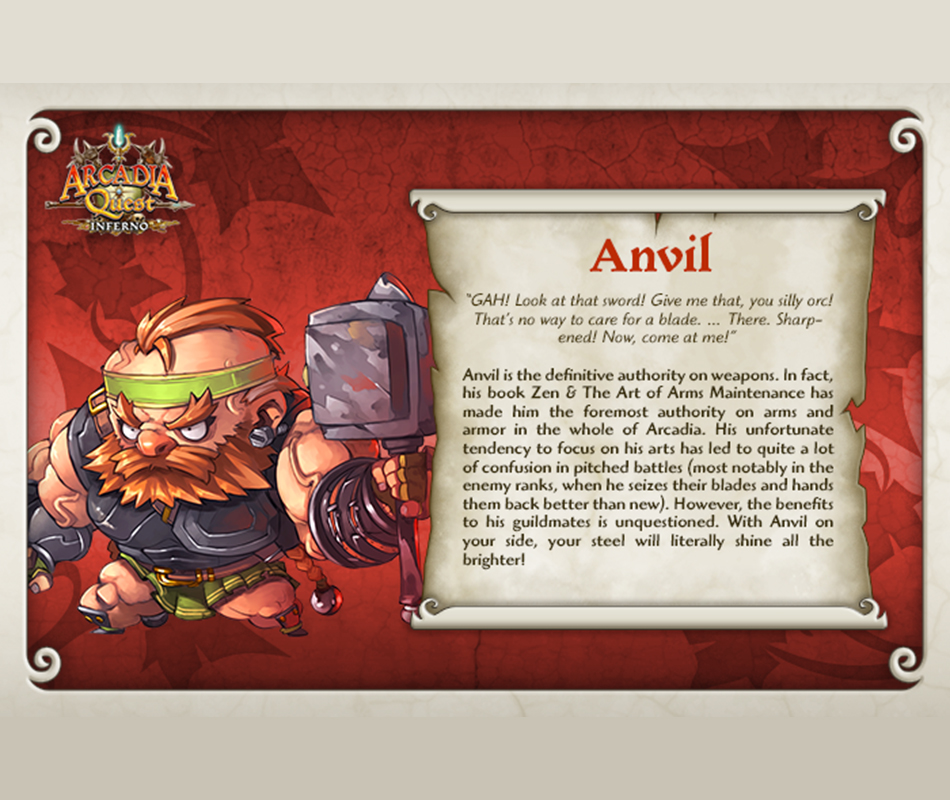 ARCADIA
Quest
INFERNO
Anvil
"GAH! Look at that sword! Give me that, you silly orc!
That's no way to care for a blade. ... There. Sharp-
ened! Now, come at me!"
Anvil is the definitive authority on weapons. In fact,
his book Zen & The Art of Arms Maintenance has
made him the foremost authority on arms and
armor in the whole of Arcadia. His unfortunate
tendency to focus on his arts has led to quite a lot
of confusion in pitched battles (most notably in the
enemy ranks, when he seizes their blades and hands
them back better than new). However, the benefits
to his guildmates is unquestioned. With Anvil on
your side, your steel will literally shine all the
brighter!